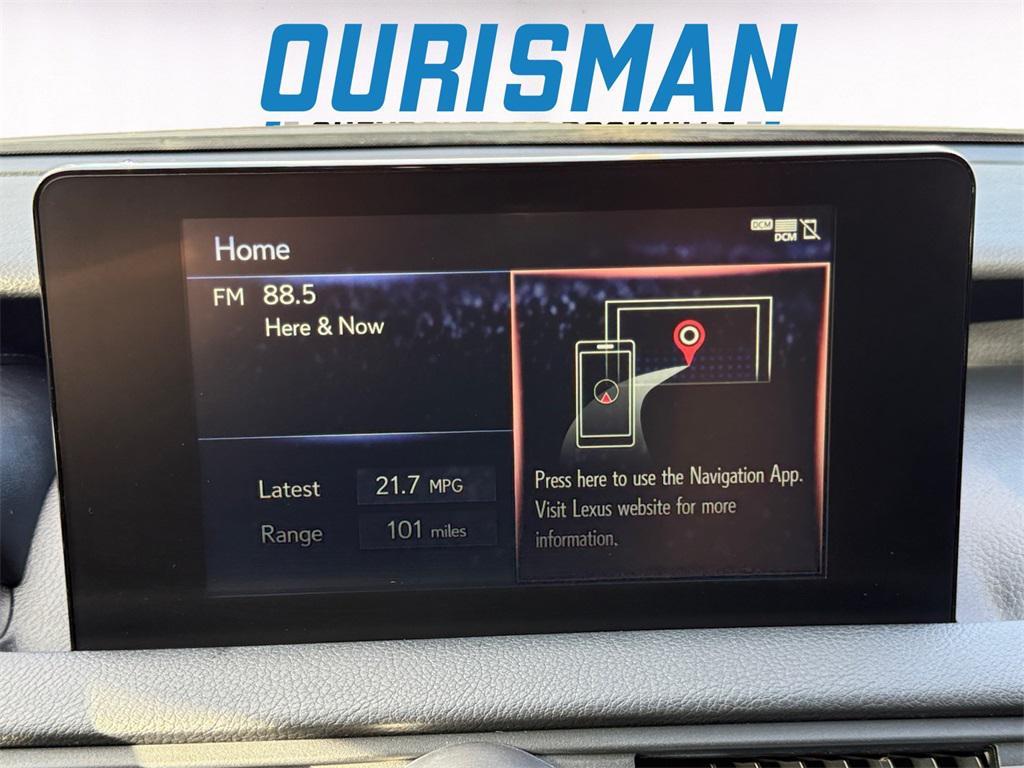 OURISMAN
DCM
DCM
Home
FM 88.5
Here & Now
Latest 21.7 MPG
Range 101 miles
Press here to use the Navigation App.
Visit Lexus website for more
information.